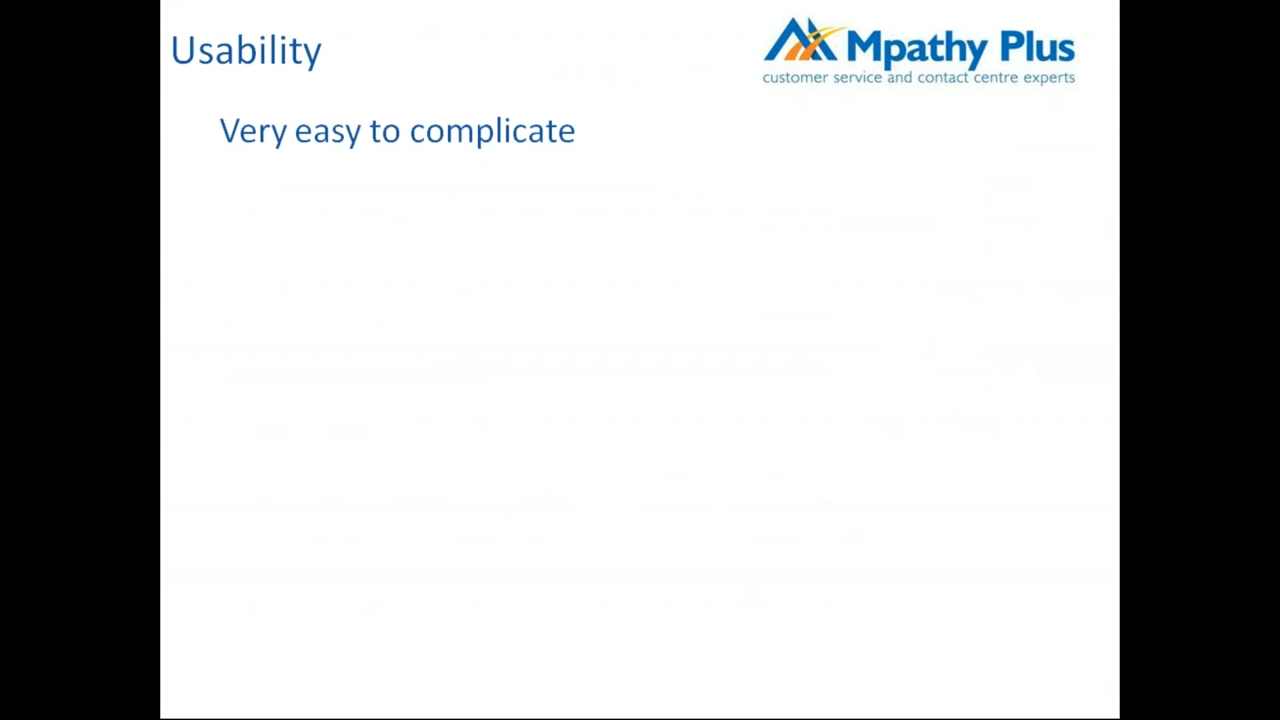 Usability
Mpathy Plus
customer service and contact centre experts
Very easy to complicate